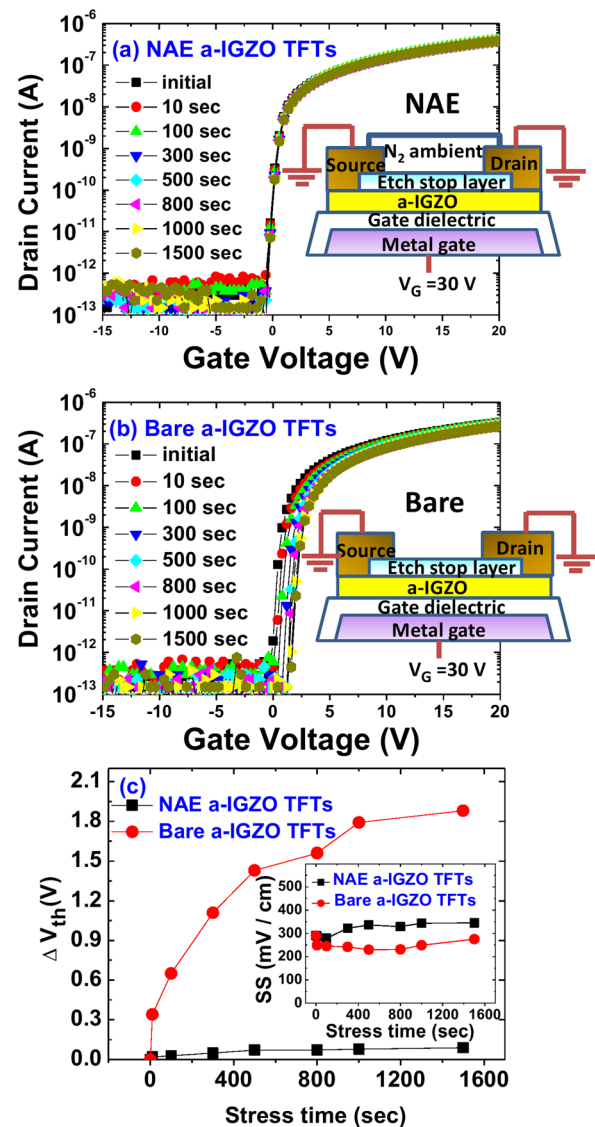 (a) NAE a-IGZO TFTs
initial
10 sec
100 sec
300 sec
500 sec
800 sec
1000 sec
1500 sec
NAE
N2 ambient
Source
Drain
Etch stop layer
a-IGZO
Gate dielectric
Metal gate
VG =30 V
Drain Current (A)
10-6
10-7
10-8
10-9
10-10
10-11
10-12
10-13
-15 -10 -5 0 5 10 15 20
Gate Voltage (V)
(b) Bare a-IGZO TFTs
initial
10 sec
100 sec
300 sec
500 sec
800 sec
1000 sec
1500 sec
Bare
Source
Drain
Etch stop layer
a-IGZO
Gate dielectric
Metal gate
VG =30 V
Drain Current (A)
10-6
10-7
10-8
10-9
10-10
10-11
10-12
10-13
-15 -10 -5 0 5 10 15 20
Gate Voltage (V)
(c)
NAE a-IGZO TFTs
Bare a-IGZO TFTs
Δ Vth(V)
2.1
1.8
1.5
1.2
0.9
0.6
0.3
0.0
NAE a-IGZO TFTs
Bare a-IGZO TFTs
SS (mV / cm)
500
400
300
200
100
0
0 400 800 1200 1600
Stress time (sec)
0 400 800 1200 1600
Stress time (sec)